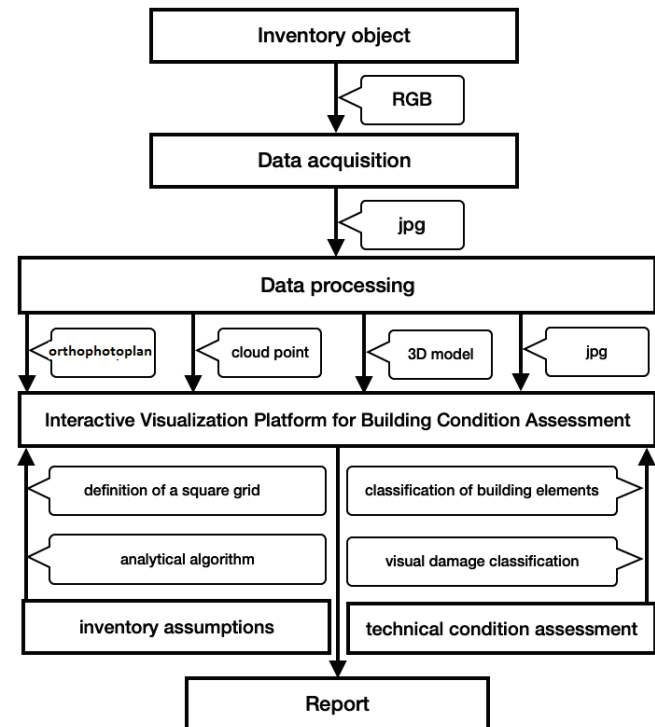 Inventory object
RGB
Data acquisition
jpg
Data processing
orthophotoplan
cloud point
3D model
jpg
Interactive Visualization Platform for Building Condition Assessment
definition of a square grid
classification of building elements
analytical algorithm
visual damage classification
inventory assumptions
technical condition assessment
Report